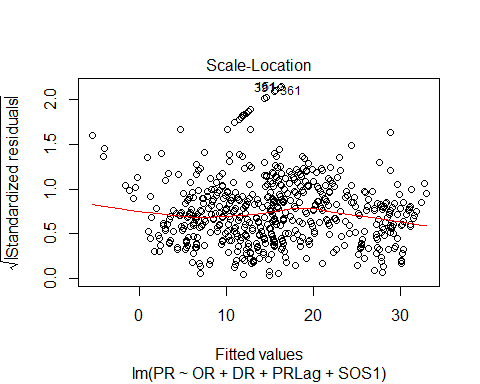 Scale-Location
√|Standardized residuals|
2.0
1.5
1.0
0.5
0.0
361
0
10
20
30
Fitted values
lm(PR ~ OR + DR + PRLag + SOS1)